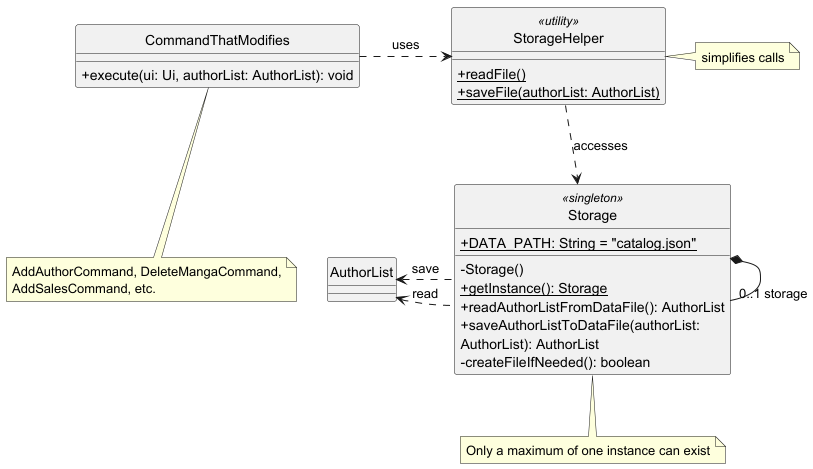 CommandThatModifies
+execute(ui: Ui, authorList: AuthorList): void
uses
«utility»
StorageHelper
+readFile()
+saveFile(authorList: AuthorList)
simplifies calls
accesses
AddAuthorCommand, DeleteMangaCommand,
AddSalesCommand, etc.
AuthorList
save
read
«singleton»
Storage
+DATA_PATH: String = "catalog.json"
-Storage()
+getInstance(): Storage
+readAuthorListFromDataFile(): AuthorList
+saveAuthorListToDataFile(authorList:
AuthorList): AuthorList
-createFileIfNeeded(): boolean
0..1 storage
Only a maximum of one instance can exist